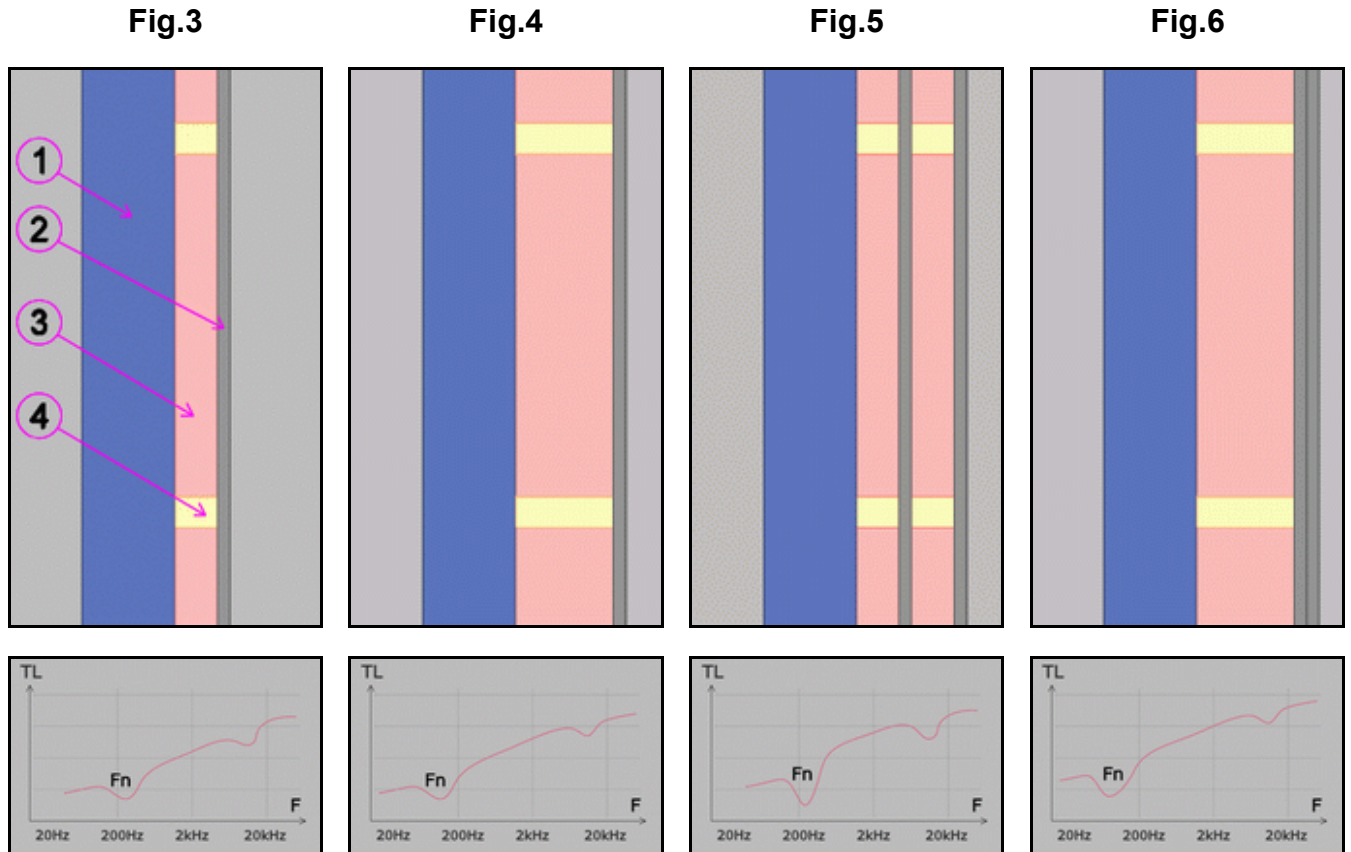 Fig.3 Fig.4 Fig.5 Fig.6
1
2
3
4
TL TL TL TL
Fn Fn Fn Fn
F F F F
20Hz 200Hz 2kHz 20kHz 20Hz 200Hz 2kHz 20kHz 20Hz 200Hz 2kHz 20kHz 20Hz 200Hz 2kHz 20kHz